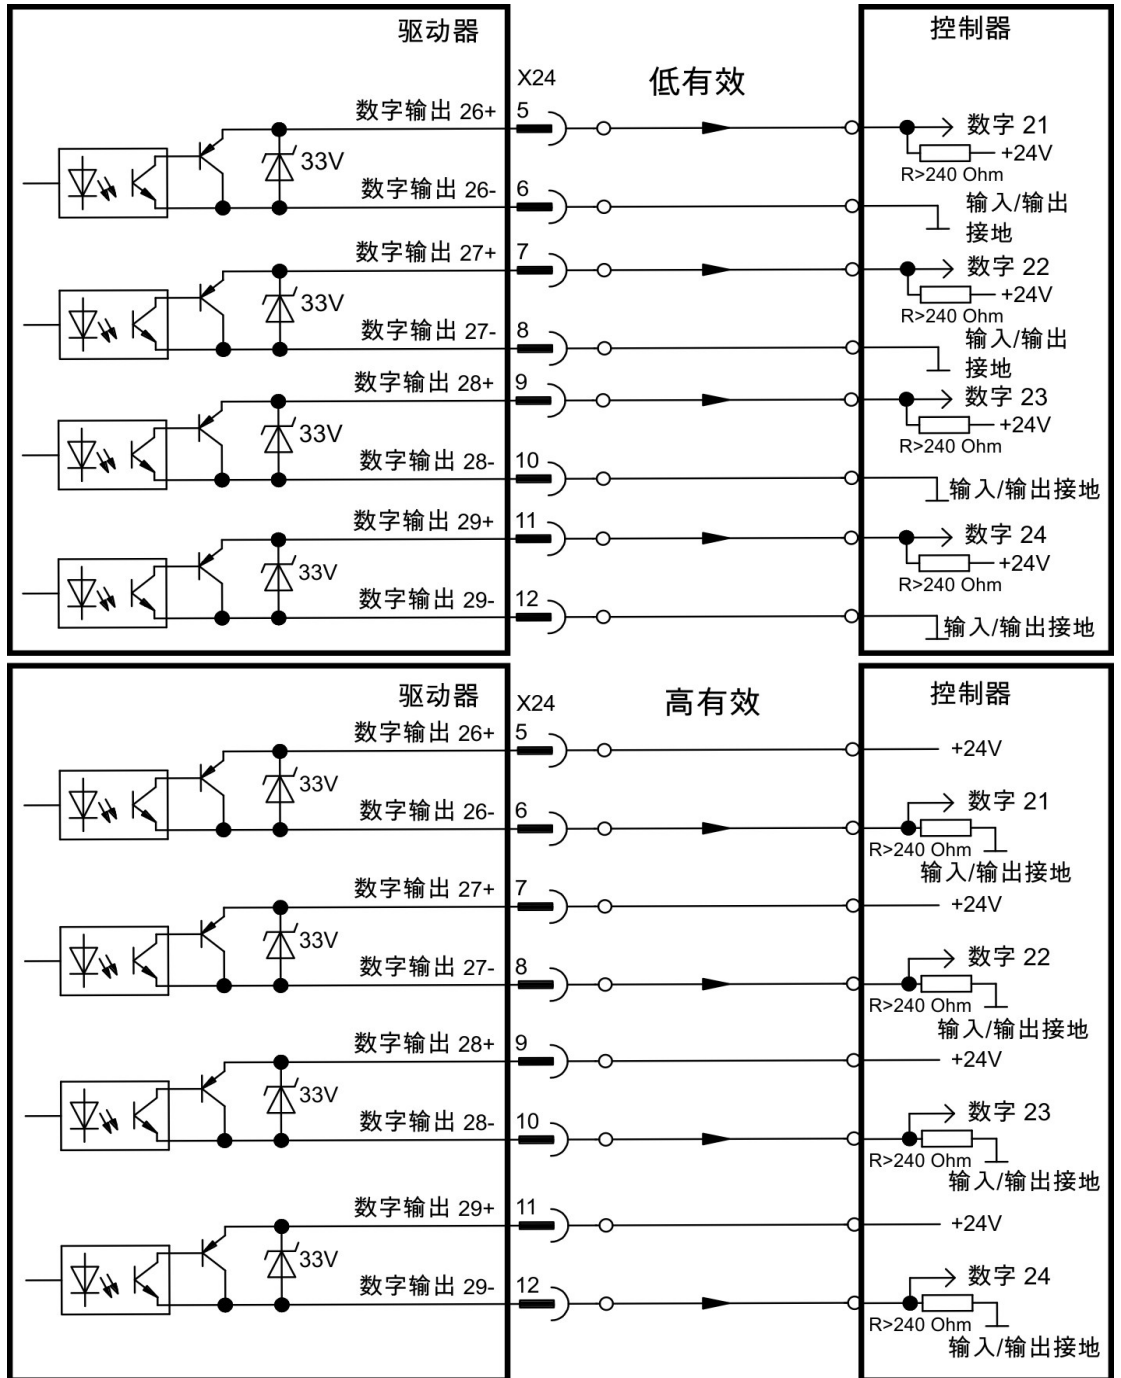 驱动器
控制器
X24
低有效
数字输出 26+
5
数字 21
33V
+24V
R>240 Ohm
数字输出 26-
6
输入/输出
接地
数字输出 27+
7
数字 22
33V
+24V
R>240 Ohm
数字输出 27-
8
输入/输出
接地
数字输出 28+
9
数字 23
33V
+24V
R>240 Ohm
数字输出 28-
10
输入/输出接地
数字输出 29+
11
数字 24
33V
+24V
R>240 Ohm
数字输出 29-
12
输入/输出接地
驱动器
控制器
X24
高有效
数字输出 26+
5
+24V
33V
数字输出 26-
6
数字 21
R>240 Ohm
输入/输出接地
数字输出 27+
7
+24V
33V
数字输出 27-
8
数字 22
R>240 Ohm
输入/输出接地
数字输出 28+
9
+24V
33V
数字输出 28-
10
数字 23
R>240 Ohm
输入/输出接地
数字输出 29+
11
+24V
33V
数字输出 29-
12
数字 24
R>240 Ohm
输入/输出接地